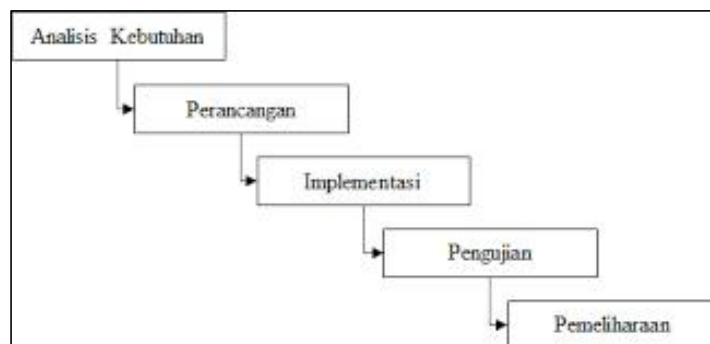 Analisis Kebutuhan
Perancangan
Implementasi
Pengujian
Pemeliharaan